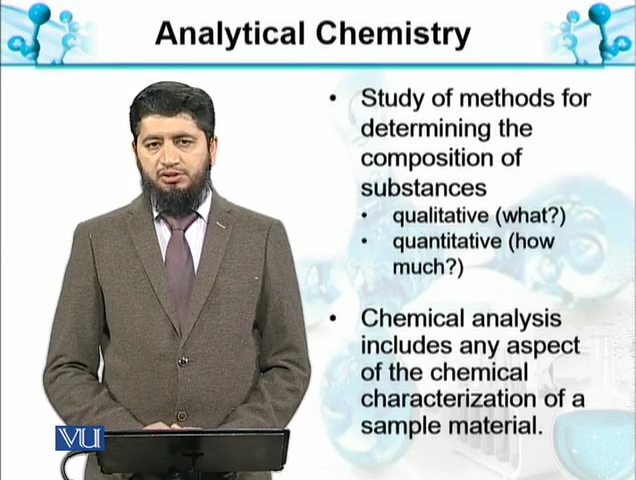 Analytical Chemistry
• Study of methods for
determining the
composition of
substances
• qualitative (what?)
• quantitative (how
much?)
• Chemical analysis
includes any aspect
of the chemical
characterization of a
sample material.
VU